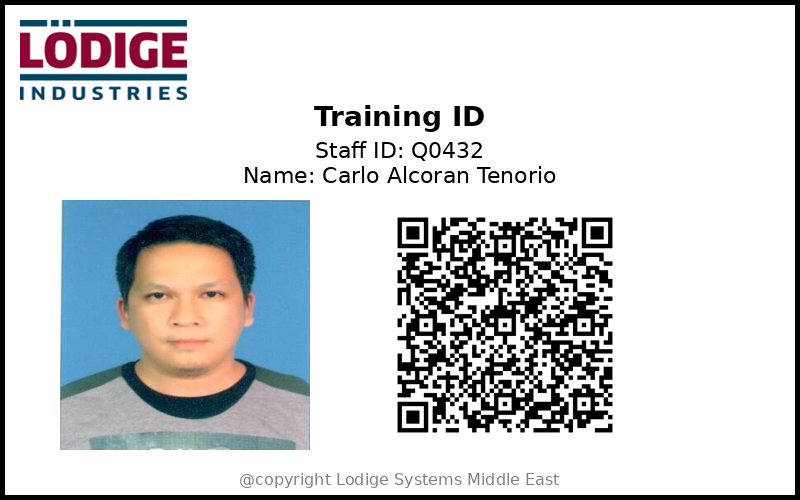 LÖDIGE
INDUSTRIES
Training ID
Staff ID: Q0432
Name: Carlo Alcoran Tenorio
@copyright Lodige Systems Middle East